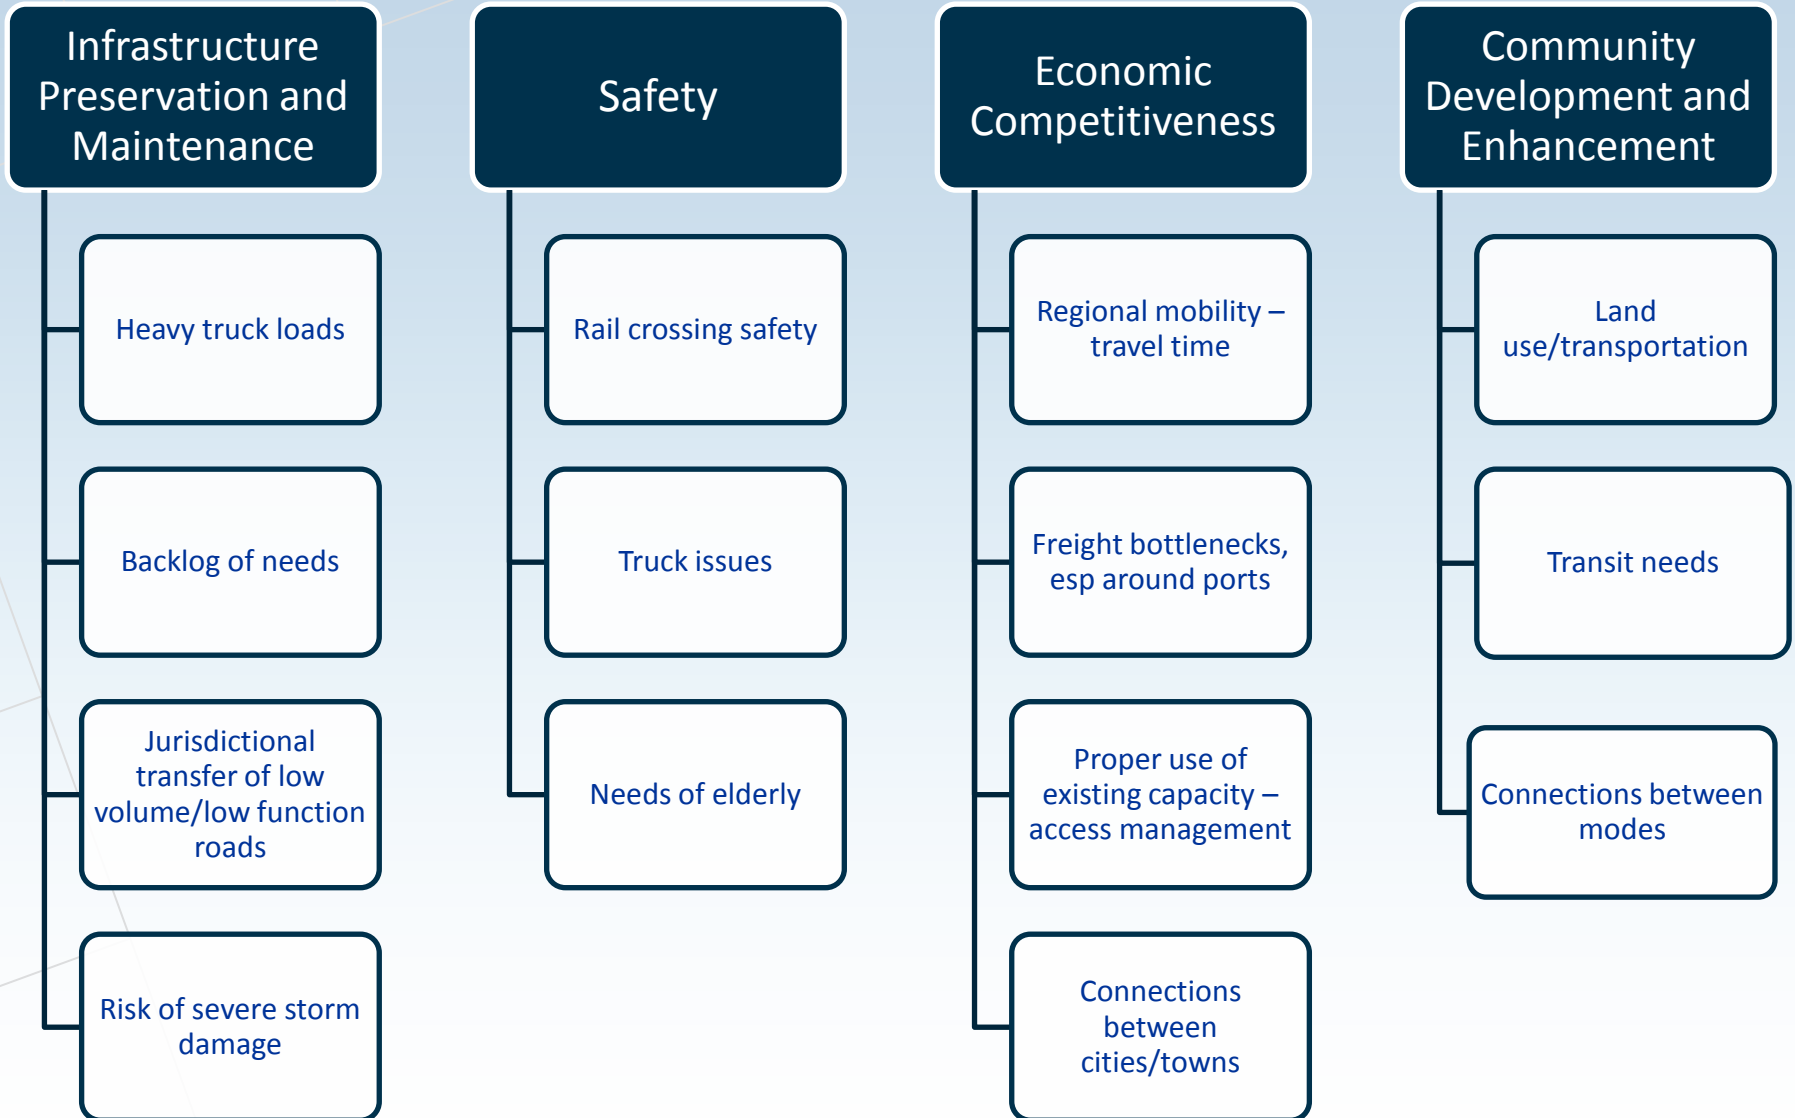 Infrastructure
Preservation and
Maintenance
Heavy truck loads
Backlog of needs
Jurisdictional
transfer of low
volume/low function
roads
Risk of severe storm
damage
Safety
Rail crossing safety
Truck issues
Needs of elderly
Economic
Competitiveness
Regional mobility –
travel time
Freight bottlenecks,
esp around ports
Proper use of
existing capacity –
access management
Connections
between
cities/towns
Community
Development and
Enhancement
Land
use/transportation
Transit needs
Connections between
modes